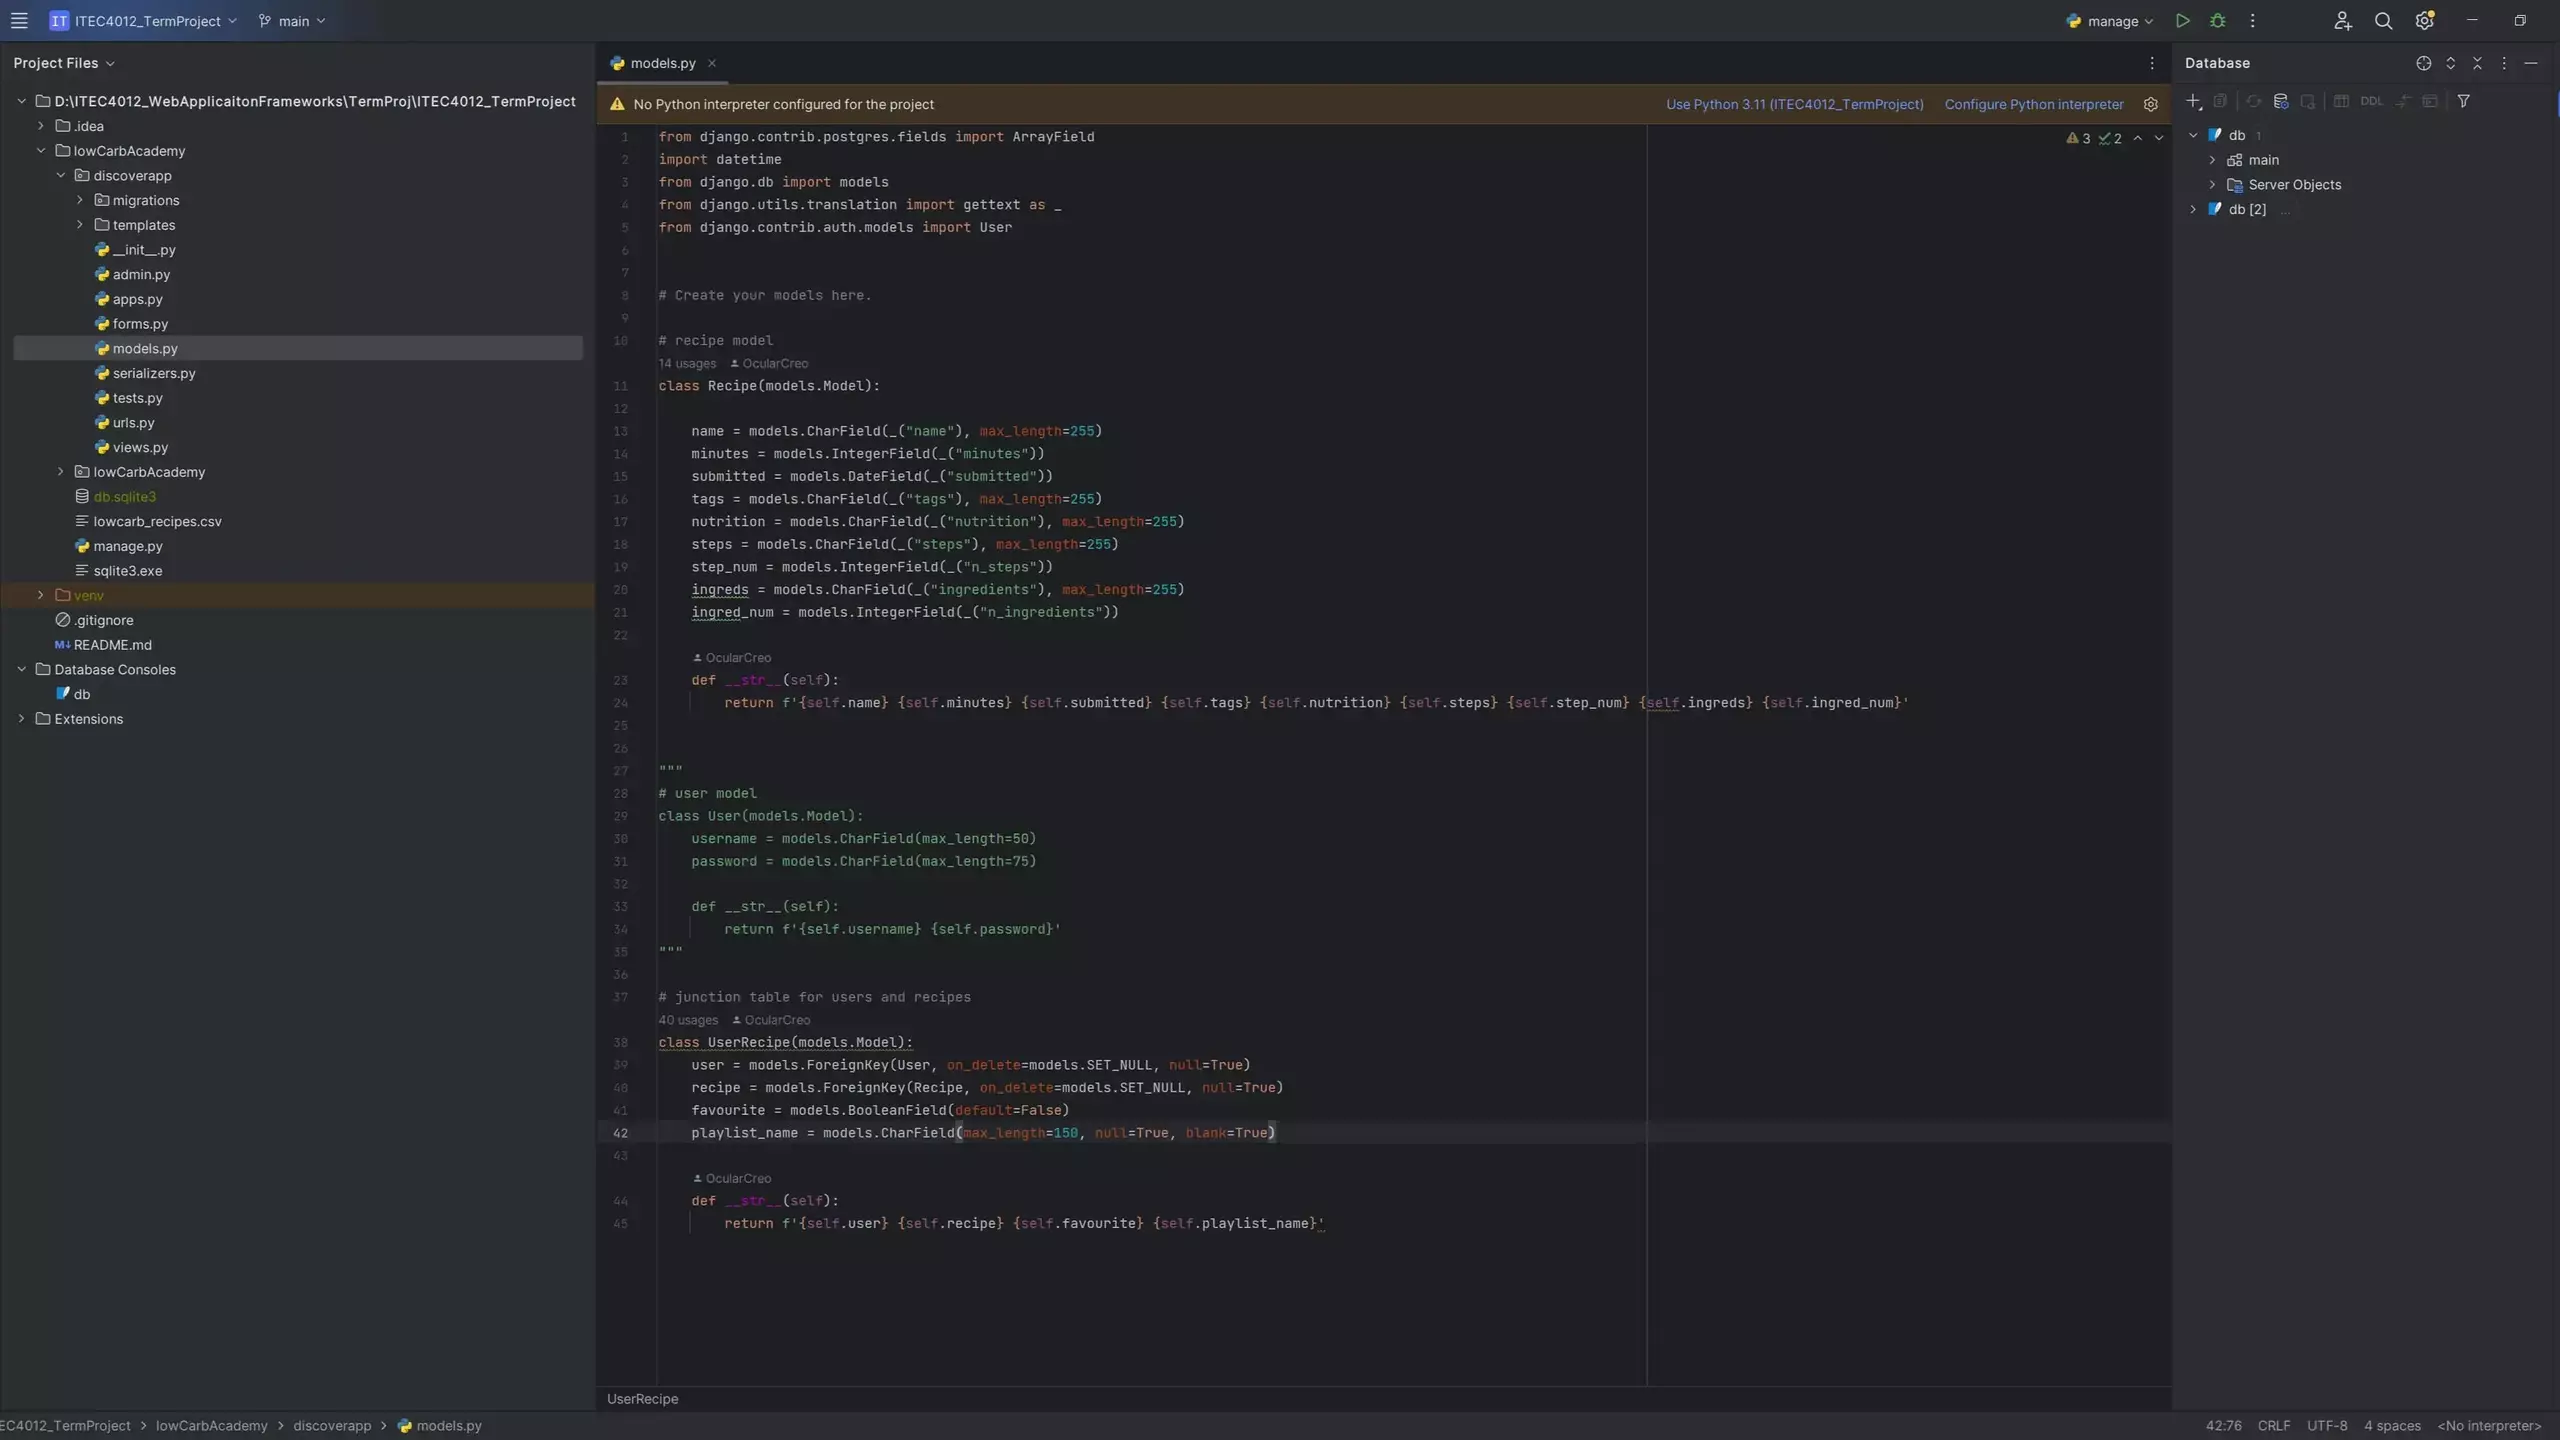 IT ITEC4012_TermProject main manage
Project Files
D:\ITEC4012_WebApplicaitonFrameworks\TermProj\ITEC4012_TermProject
.idea
lowCarbAcademy
discoverapp
migrations
templates
__init__.py
admin.py
apps.py
forms.py
models.py
serializers.py
tests.py
urls.py
views.py
lowCarbAcademy
db.sqlite3
lowcarb_recipes.csv
manage.py
sqlite3.exe
venv
.gitignore
README.md
Database Consoles
db
Extensions
models.py
No Python interpreter configured for the project Use Python 3.11 (ITEC4012_TermProject) Configure Python interpreter
3 2
1 from django.contrib.postgres.fields import ArrayField
2 import datetime
3 from django.db import models
4 from django.utils.translation import gettext as _
5 from django.contrib.auth.models import User
6
7
8 # Create your models here.
9
10 # recipe model
14 usages OcularCreo
11 class Recipe(models.Model):
12
13 name = models.CharField(_("name"), max_length=255)
14 minutes = models.IntegerField(_("minutes"))
15 submitted = models.DateField(_("submitted"))
16 tags = models.CharField(_("tags"), max_length=255)
17 nutrition = models.CharField(_("nutrition"), max_length=255)
18 steps = models.CharField(_("steps"), max_length=255)
19 step_num = models.IntegerField(_("n_steps"))
20 ingreds = models.CharField(_("ingredients"), max_length=255)
21 ingred_num = models.IntegerField(_("n_ingredients"))
22
OcularCreo
23 def __str__(self):
24 return f'{self.name} {self.minutes} {self.submitted} {self.tags} {self.nutrition} {self.steps} {self.step_num} {self.ingreds} {self.ingred_num}'
25
26
27 """
28 # user model
29 class User(models.Model):
30 username = models.CharField(max_length=50)
31 password = models.CharField(max_length=75)
32
33 def __str__(self):
34 return f'{self.username} {self.password}'
35 """
36
37 # junction table for users and recipes
40 usages OcularCreo
38 class UserRecipe(models.Model):
39 user = models.ForeignKey(User, on_delete=models.SET_NULL, null=True)
40 recipe = models.ForeignKey(Recipe, on_delete=models.SET_NULL, null=True)
41 favourite = models.BooleanField(default=False)
42 playlist_name = models.CharField(max_length=150, null=True, blank=True)
43
OcularCreo
44 def __str__(self):
45 return f'{self.user} {self.recipe} {self.favourite} {self.playlist_name}'
UserRecipe
Database
DDL
db 1
main
Server Objects
db [2] ...
EC4012_TermProject > lowCarbAcademy > discoverapp > models.py
42:76 CRLF UTF-8 4 spaces <No interpreter>